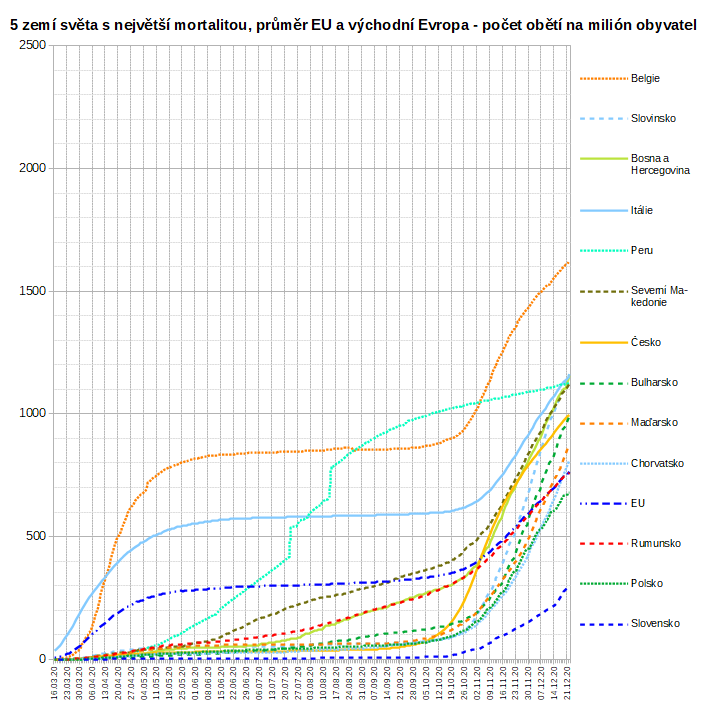 5 zemí světa s největší mortalitou, průměr EU a východní Evropa - počet obětí na milión obyvatel
2500
2000
1500
1000
500
0
Belgie
Slovinsko
Bosna a
Hercegovina
Itálie
Peru
Severní Ma-
kedonie
Česko
Bulharsko
Maďarsko
Chorvatsko
EU
Rumunsko
Polsko
Slovensko
16.03.20
23.03.20
30.03.20
06.04.20
13.04.20
20.04.20
27.04.20
04.05.20
11.05.20
18.05.20
25.05.20
01.06.20
08.06.20
15.06.20
22.06.20
29.06.20
06.07.20
13.07.20
20.07.20
27.07.20
03.08.20
10.08.20
17.08.20
24.08.20
31.08.20
07.09.20
14.09.20
21.09.20
28.09.20
05.10.20
12.10.20
19.10.20
26.10.20
02.11.20
09.11.20
16.11.20
23.11.20
30.11.20
07.12.20
14.12.20
21.12.20